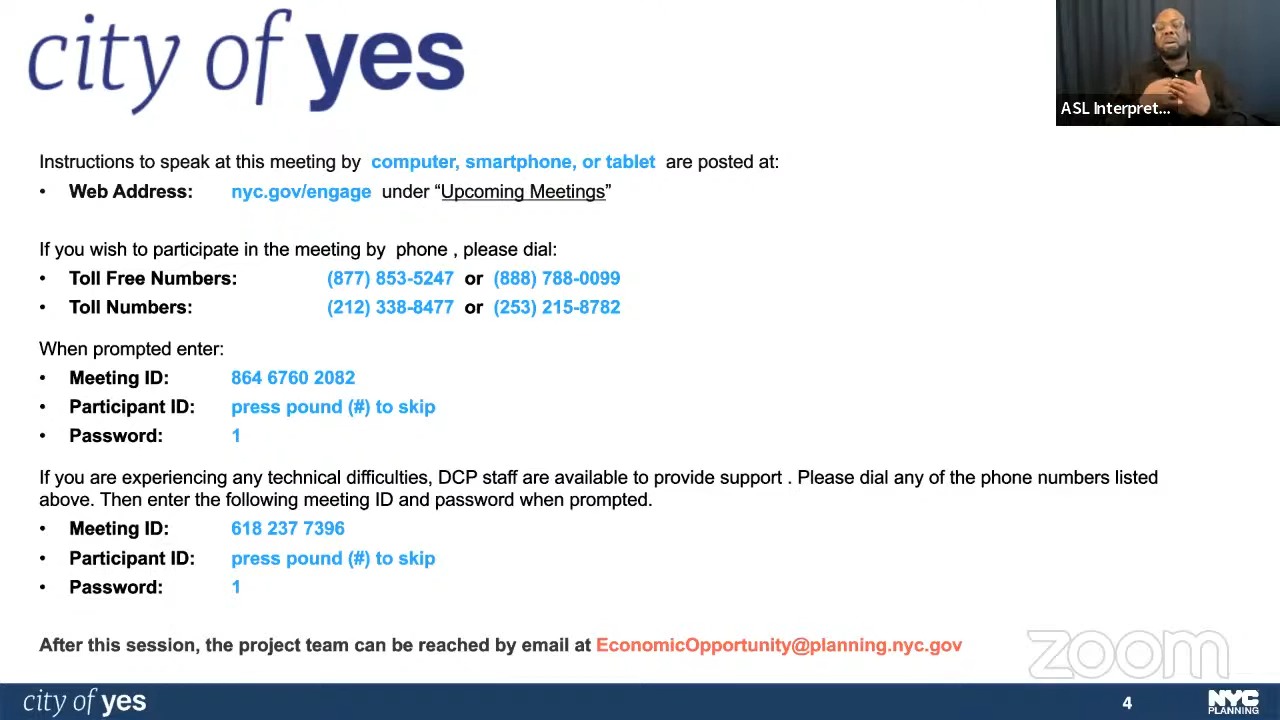 city of yes
ASL Interpret...
Instructions to speak at this meeting by computer, smartphone, or tablet are posted at:
• Web Address: nyc.gov/engage under “Upcoming Meetings”
If you wish to participate in the meeting by phone , please dial:
• Toll Free Numbers: (877) 853-5247 or (888) 788-0099
• Toll Numbers: (212) 338-8477 or (253) 215-8782
When prompted enter:
• Meeting ID: 864 6760 2082
• Participant ID: press pound (#) to skip
• Password: 1
If you are experiencing any technical difficulties, DCP staff are available to provide support . Please dial any of the phone numbers listed
above. Then enter the following meeting ID and password when prompted.
• Meeting ID: 618 237 7396
• Participant ID: press pound (#) to skip
• Password: 1
After this session, the project team can be reached by email at EconomicOpportunity@planning.nyc.gov
zoom
city of yes
4
NYC
PLANNING